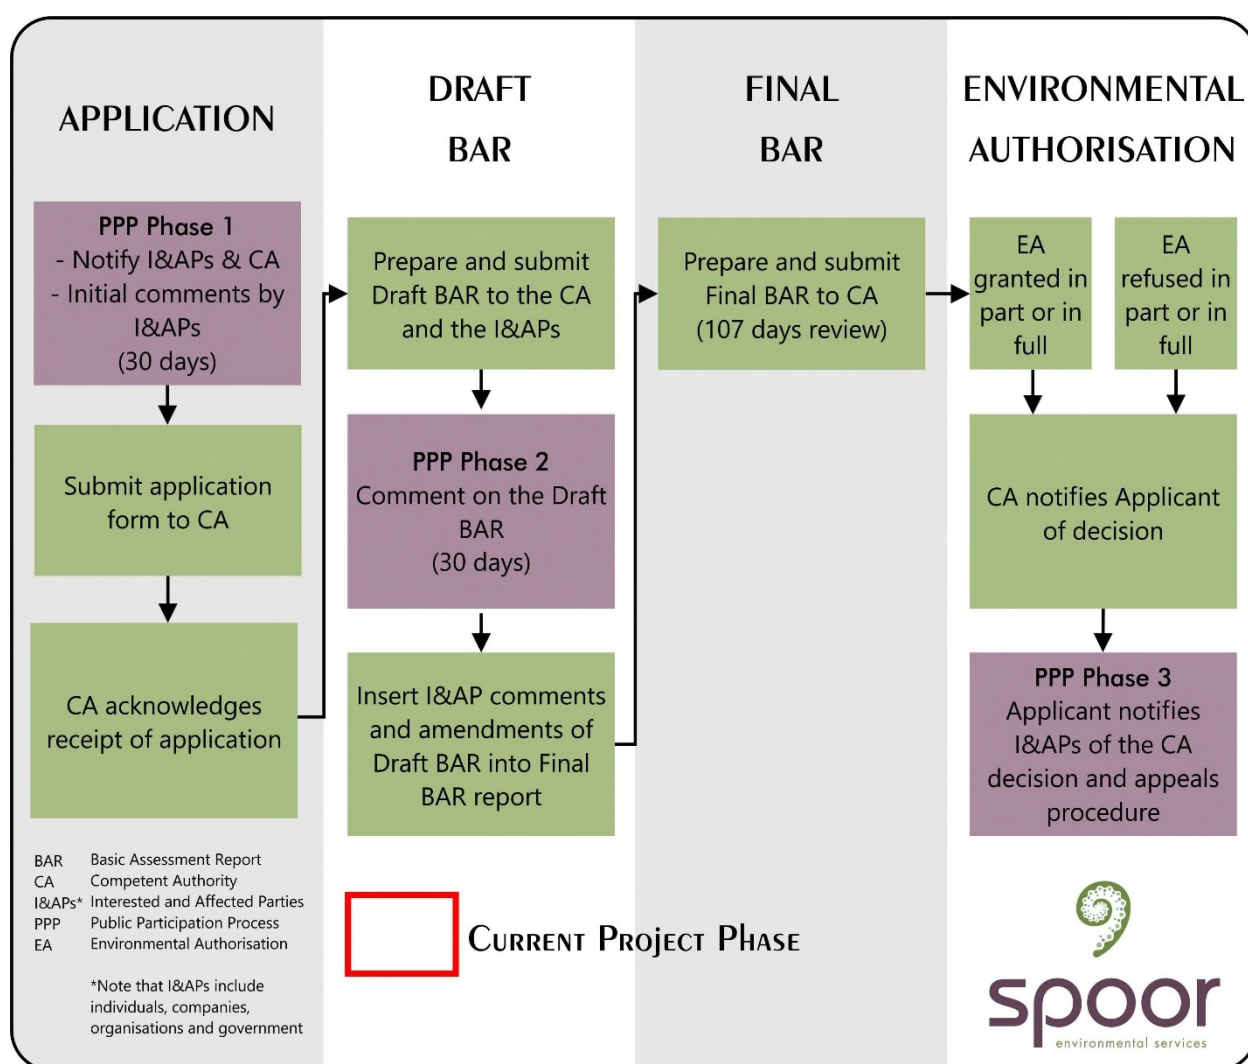 APPLICATION
PPP Phase 1
- Notify I&APs & CA
- Initial comments by
I&APs
(30 days)
Submit application
form to CA
CA acknowledges
receipt of application
DRAFT
BAR
Prepare and submit
Draft BAR to the CA
and the I&APs
PPP Phase 2
Comment on the Draft
BAR
(30 days)
Insert I&AP comments
and amendments of
Draft BAR into Final
BAR report
FINAL
BAR
Prepare and submit
Final BAR to CA
(107 days review)
ENVIRONMENTAL
AUTHORISATION
EA
granted in
part or in
full
EA
refused in
part or in
full
CA notifies Applicant
of decision
PPP Phase 3
Applicant notifies
I&APs of the CA
decision and appeals
procedure
BAR Basic Assessment Report
CA Competent Authority
I&APs* Interested and Affected Parties
PPP Public Participation Process
EA Environmental Authorisation
*Note that I&APs include
individuals, companies,
organisations and government
Current Project Phase
spoor
environmental services